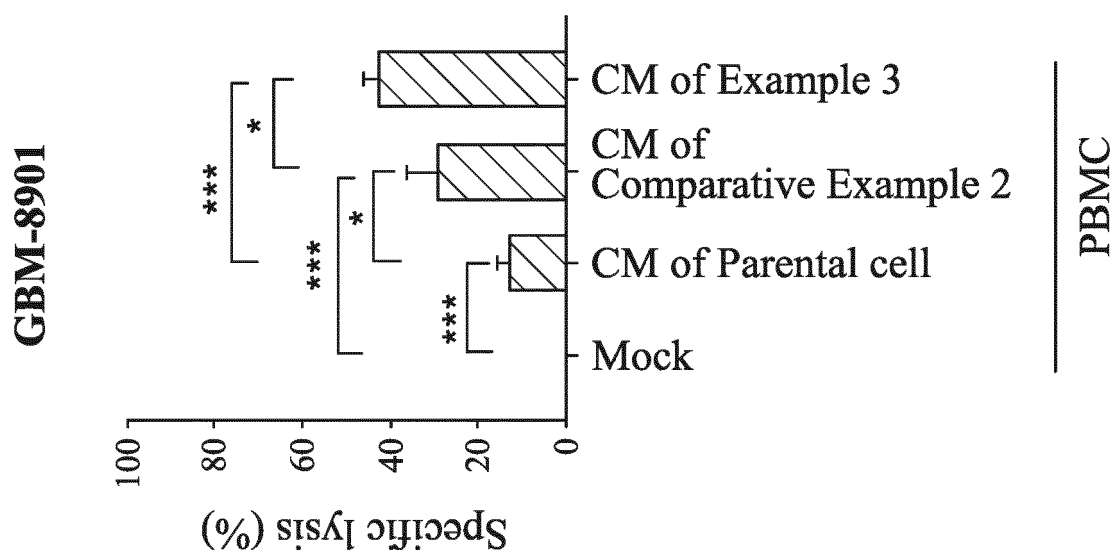 GBM-8901
Specific lysis (%)
100
80
60
40
20
0
***
*
***
*
***
CM of Example 3
CM of
Comparative Example 2
CM of Parental cell
Mock
PBMC